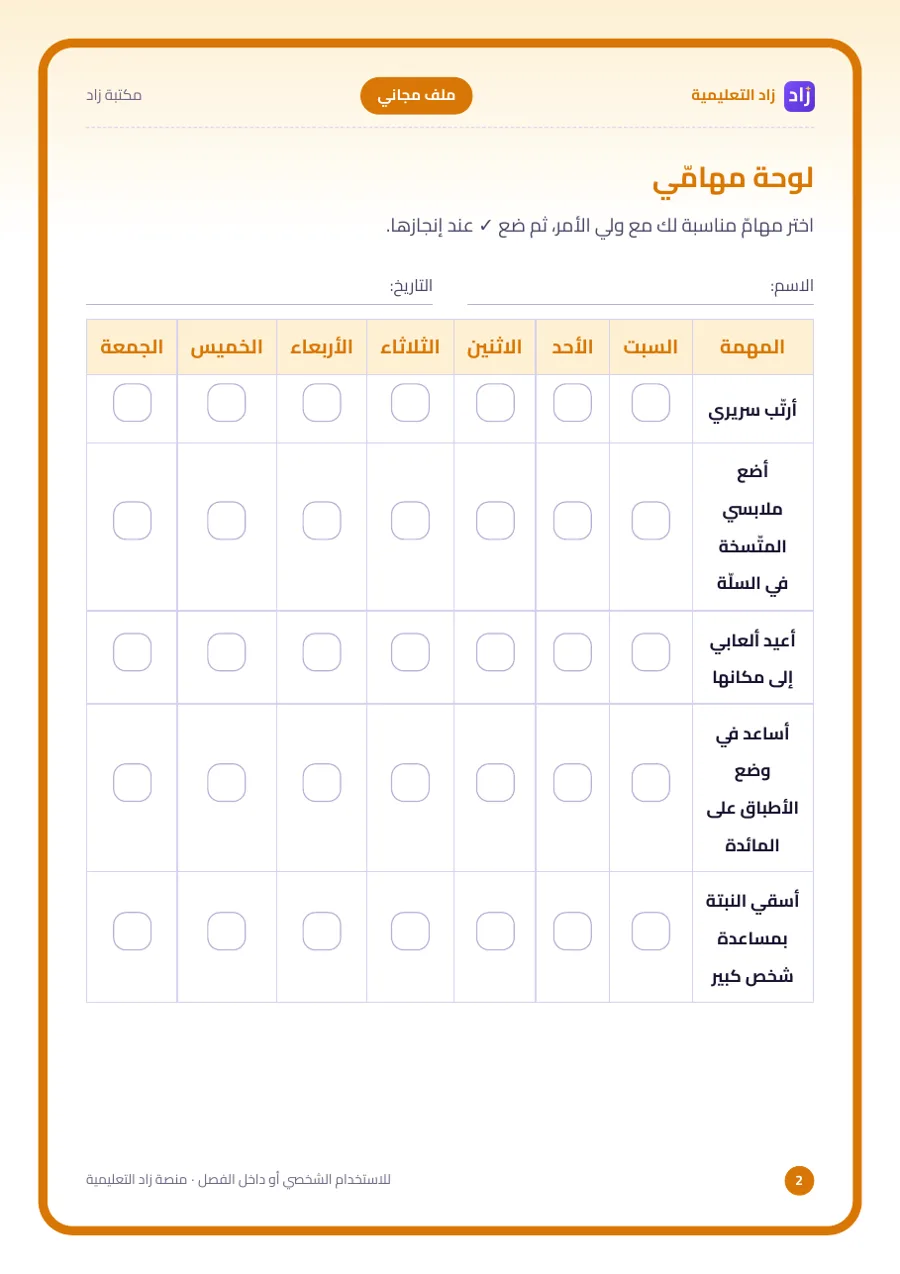 زاد
زاد التعليمية
ملف مجاني
مكتبة زاد
لوحة مهامّي
اختر مهامّ مناسبة لك مع ولي الأمر، ثم ضع ✓ عند إنجازها.
الاسم:
التاريخ:
المهمة السبت الأحد الاثنين الثلاثاء الأربعاء الخميس الجمعة
أرتّب سريري
أضع
ملابسي
المتّسخة
في السلّة
أعيد ألعابي
إلى مكانها
أساعد في
وضع
الأطباق على
المائدة
أسقي النبتة
بمساعدة
شخص كبير
2
للاستخدام الشخصي أو داخل الفصل · منصة زاد التعليمية